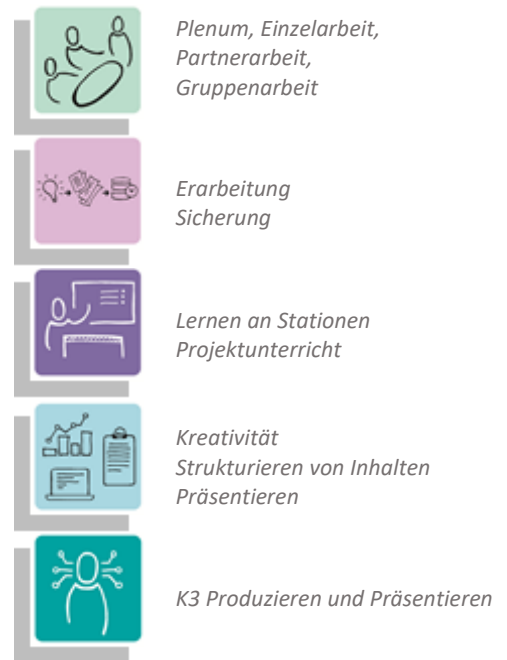 Plenum, Einzelarbeit,
Partnerarbeit,
Gruppenarbeit
Erarbeitung
Sicherung
Lernen an Stationen
Projektunterricht
Kreativität
Strukturieren von Inhalten
Präsentieren
K3 Produzieren und Präsentieren